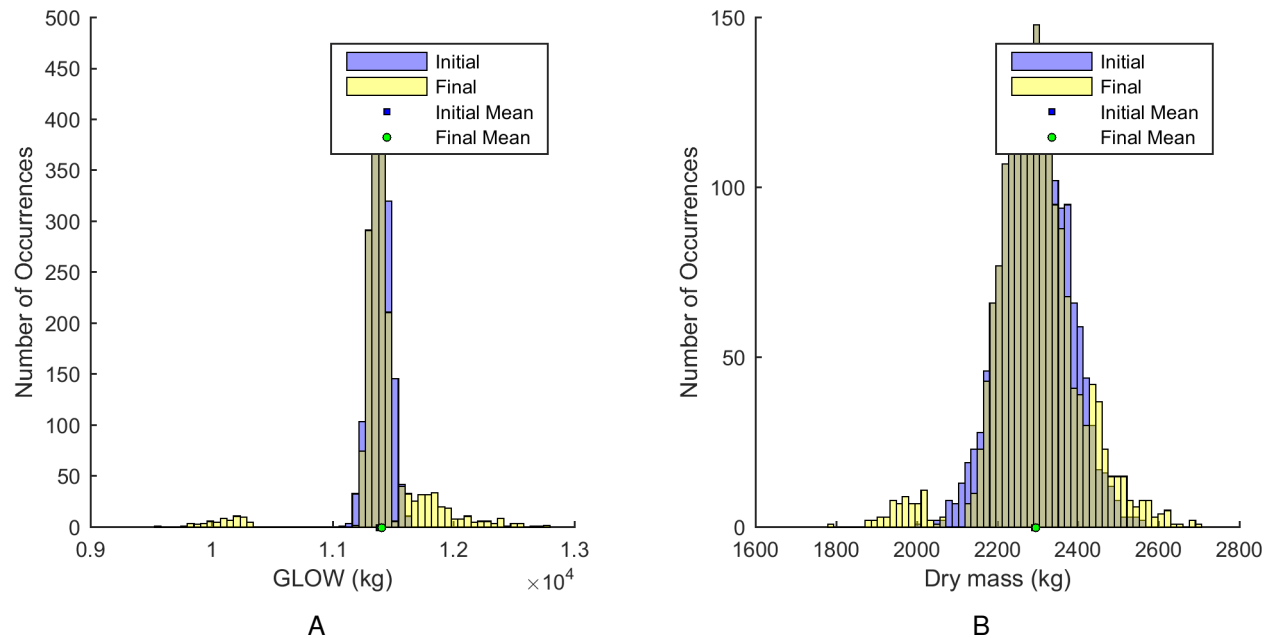 500
450
400
350
300
250
200
150
100
50
0
Number of Occurrences
0.9
1
1.1
1.2
1.3
GLOW (kg)
×10⁴
Initial
Final
Initial Mean
Final Mean
A
150
100
50
0
Number of Occurrences
1600
1800
2000
2200
2400
2600
2800
Dry mass (kg)
Initial
Final
Initial Mean
Final Mean
B